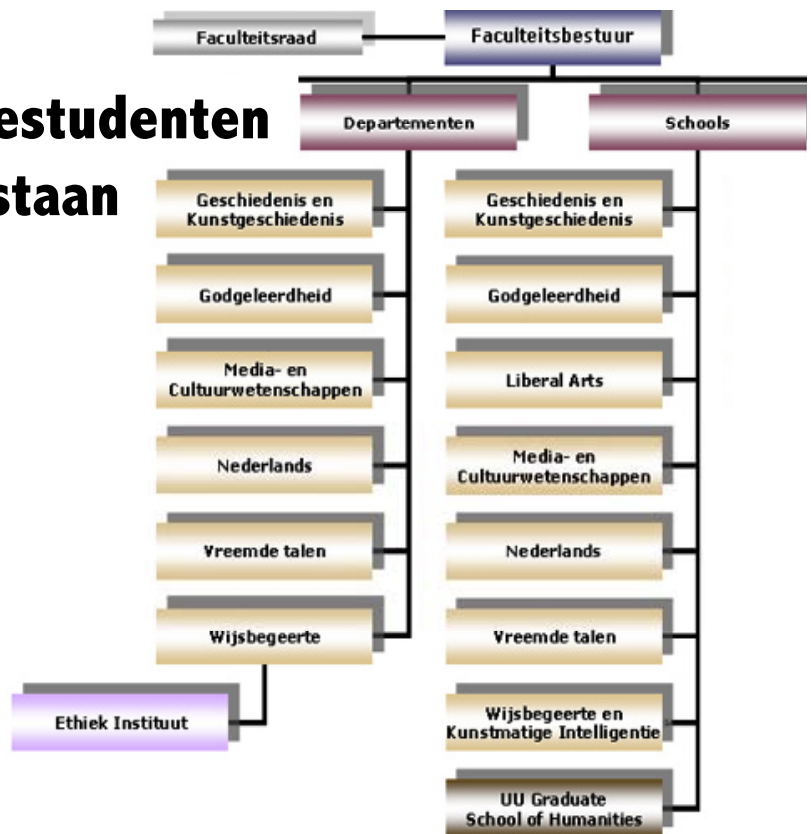 Faculteitsraad
Faculteitsbestuur
estudenten
staan
Departementen
Geschiedenis en
Kunstgeschiedenis
Godgeleerdheid
Media- en
Cultuurwetenschappen
Nederlands
Vreemde talen
Wijsbegeerte
Ethiek Instituut
Schools
Geschiedenis en
Kunstgeschiedenis
Godgeleerdheid
Liberal Arts
Media- en
Cultuurwetenschappen
Nederlands
Vreemde talen
Wijsbegeerte en
Kunstmatige Intelligentie
UU Graduate
School of Humanities